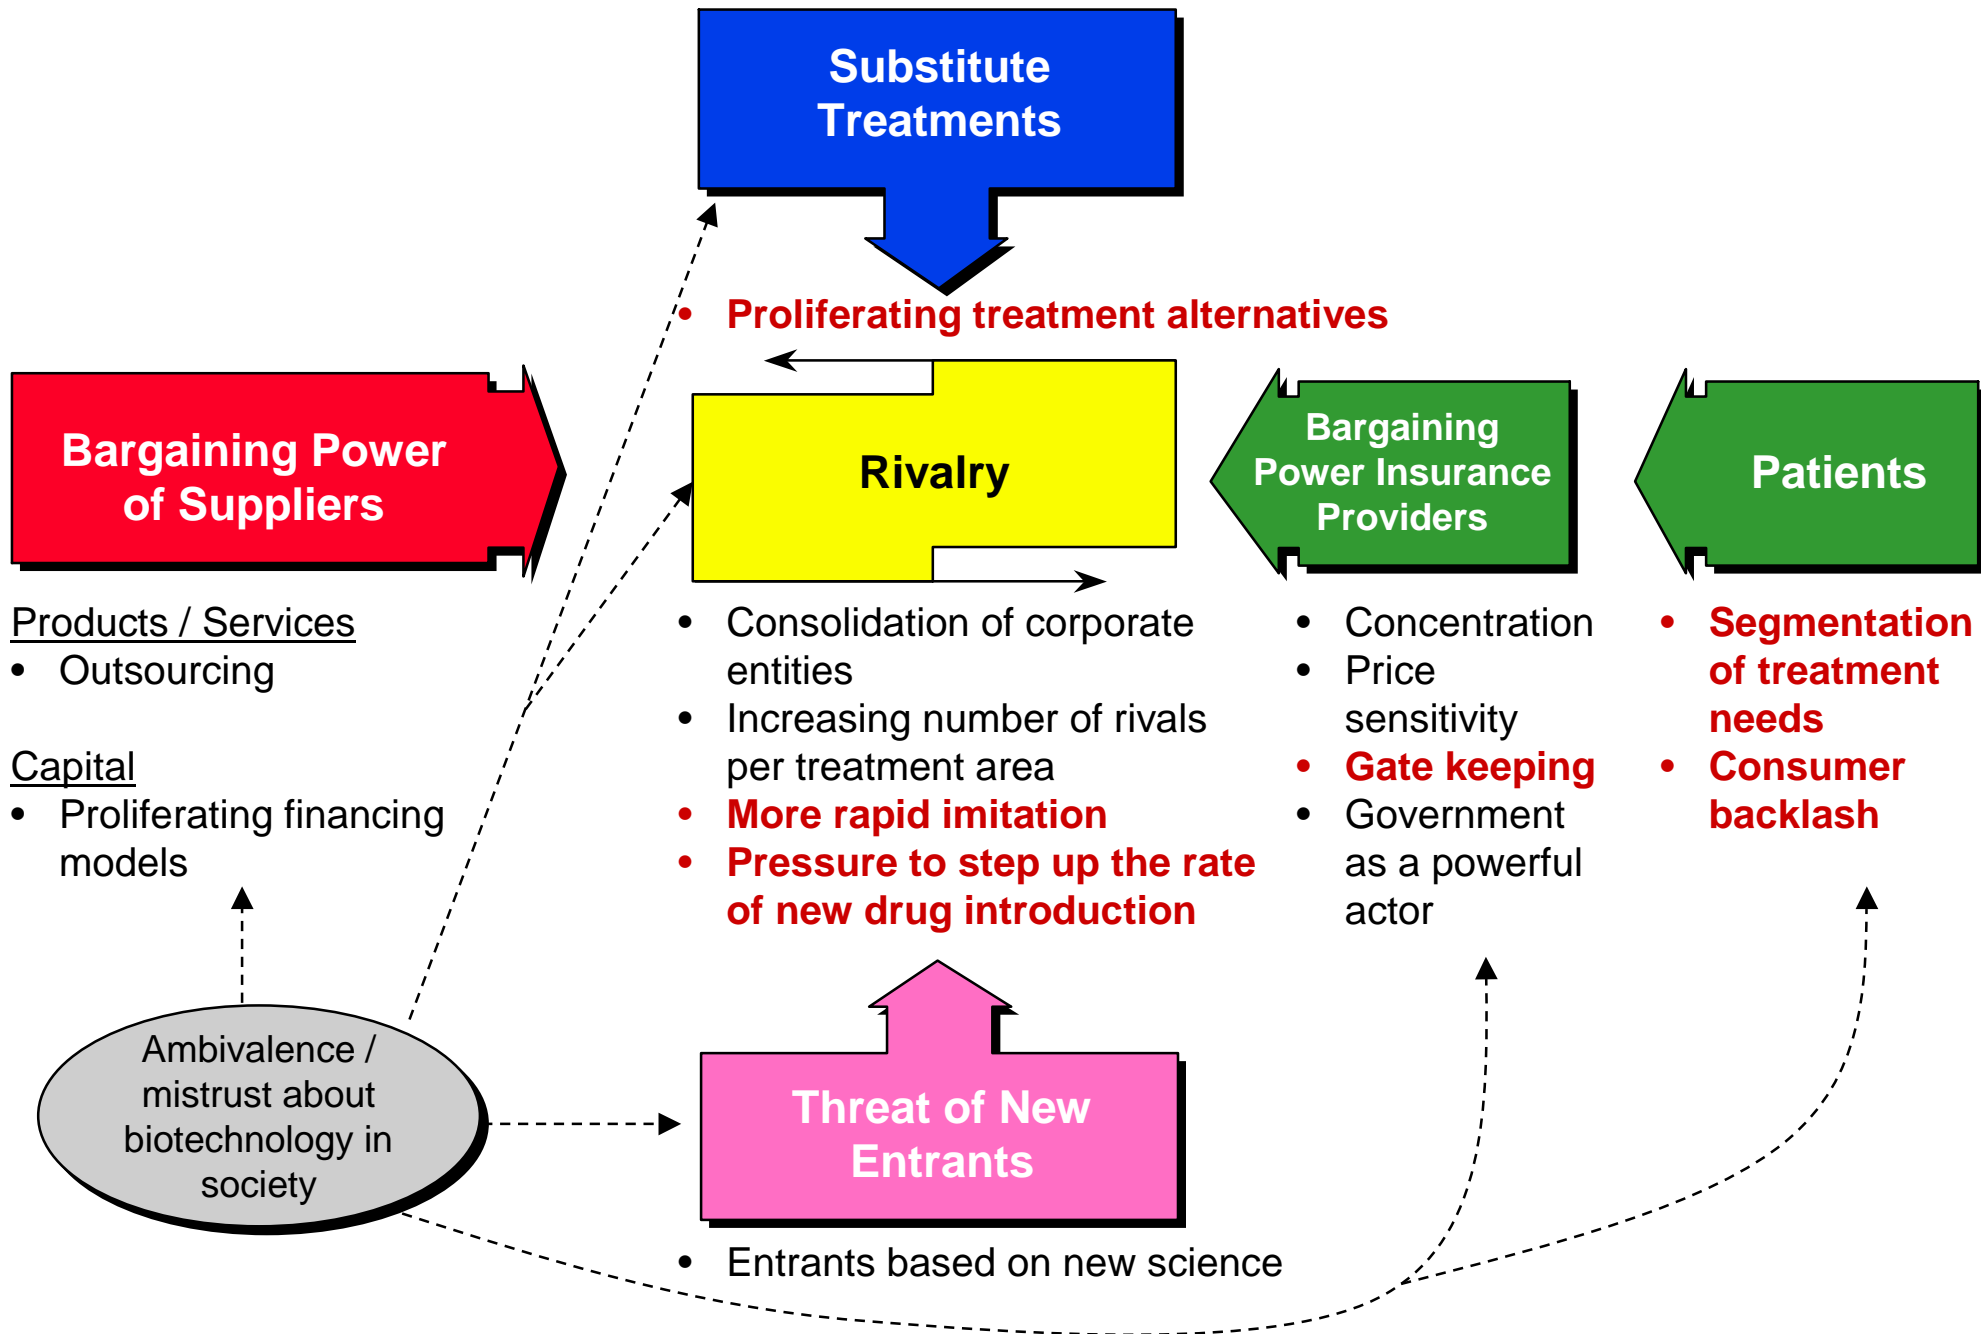 Substitute
Treatments
• Proliferating treatment alternatives
Bargaining Power
of Suppliers
Rivalry
Bargaining
Power Insurance
Providers
Patients
Products / Services
• Outsourcing
Capital
• Proliferating financing
models
• Consolidation of corporate
entities
• Increasing number of rivals
per treatment area
• More rapid imitation
• Pressure to step up the rate
of new drug introduction
• Concentration
• Price
sensitivity
• Gate keeping
• Government
as a powerful
actor
• Segmentation
of treatment
needs
• Consumer
backlash
Ambivalence /
mistrust about
biotechnology in
society
Threat of New
Entrants
• Entrants based on new science